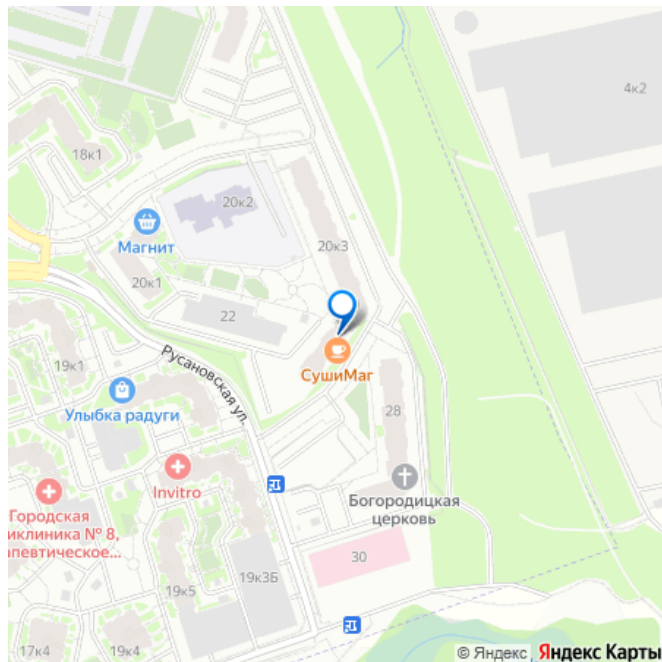 4к2
18к1
20к2
Магнит
20к3
20к1
22
Русановская ул.
19к1
СушиМаг
Улыбка радуги
28
Invitro
Богородицкая
церковь
Городская
иклиника № 8,
апевтическое...
30
19к3Б
19к5
17к4
19к4
© Яндекс Яндекс Карты